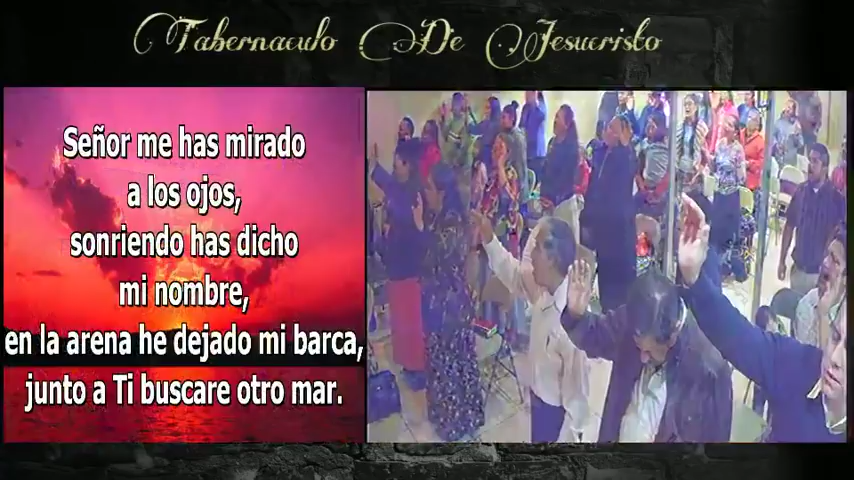 Tabernaculo De Jesucristo
Señor me has mirado
a los ojos,
sonriendo has dicho
mi nombre,
en la arena he dejado mi barca,
junto a Ti buscare otro mar.